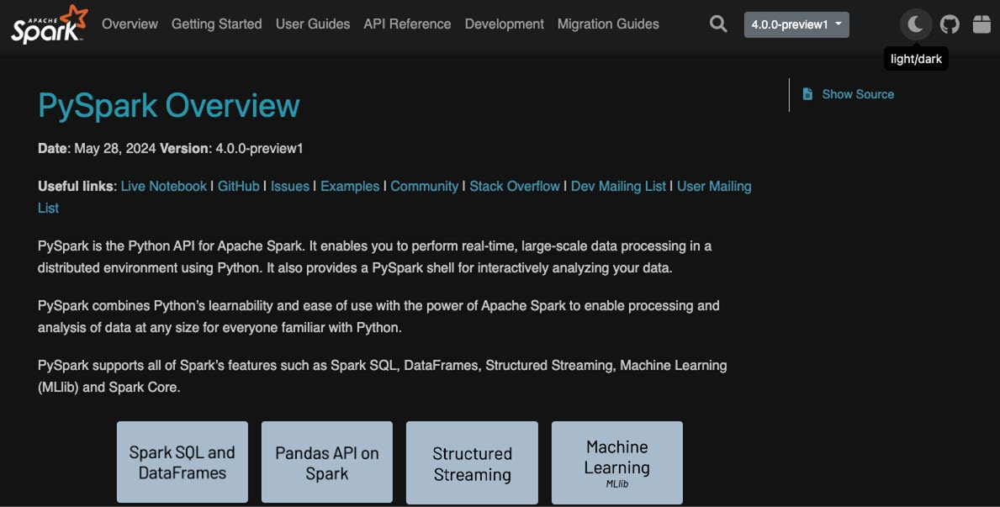 APACHE
Spark™
Overview Getting Started User Guides API Reference Development Migration Guides
4.0.0-preview1
light/dark
PySpark Overview
Show Source
Date: May 28, 2024 Version: 4.0.0-preview1
Useful links: Live Notebook | GitHub | Issues | Examples | Community | Stack Overflow | Dev Mailing List | User Mailing
List
PySpark is the Python API for Apache Spark. It enables you to perform real-time, large-scale data processing in a
distributed environment using Python. It also provides a PySpark shell for interactively analyzing your data.
PySpark combines Python’s learnability and ease of use with the power of Apache Spark to enable processing and
analysis of data at any size for everyone familiar with Python.
PySpark supports all of Spark’s features such as Spark SQL, DataFrames, Structured Streaming, Machine Learning
(MLlib) and Spark Core.
Spark SQL and
DataFrames
Pandas API on
Spark
Structured
Streaming
Machine
Learning
MLlib